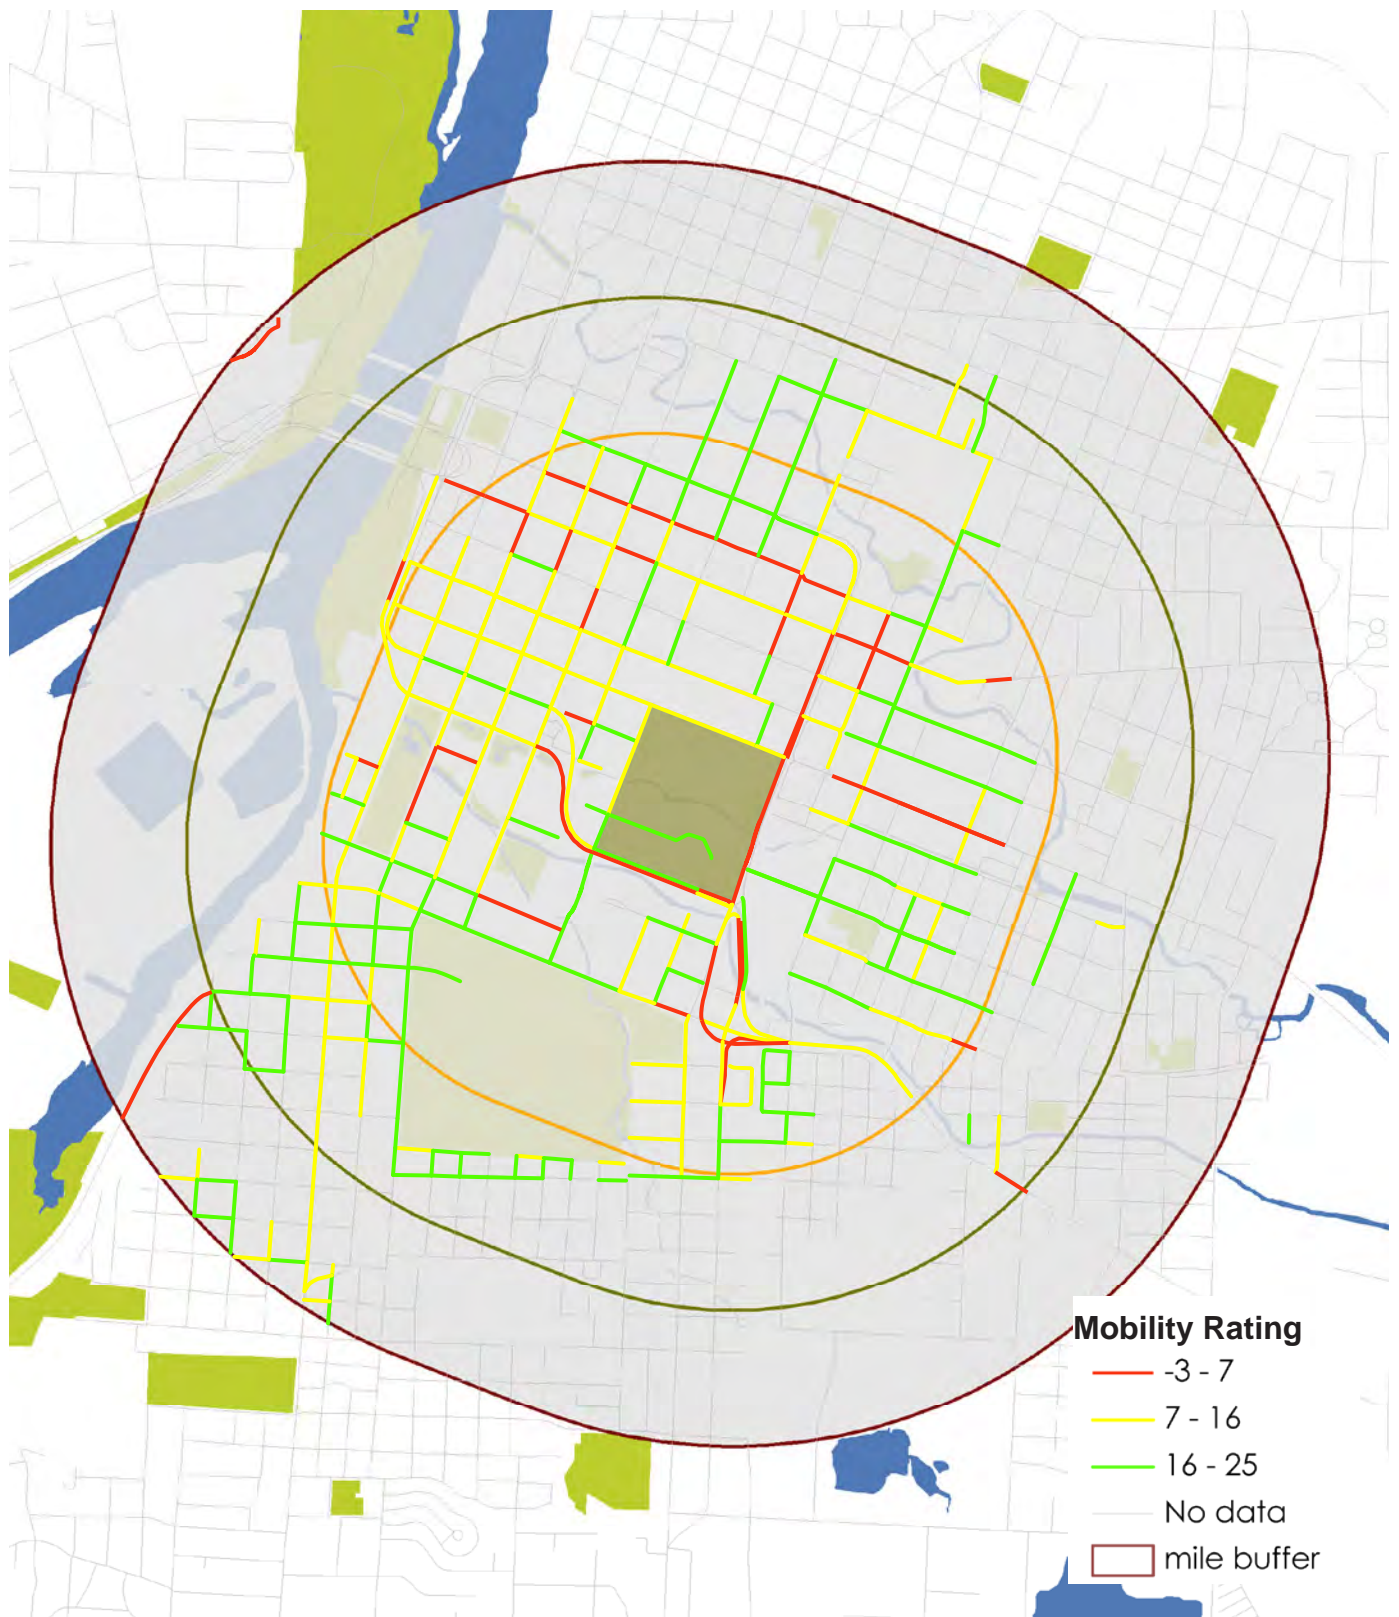 Mobility Rating
-3 - 7
7 - 16
16 - 25
No data
mile buffer